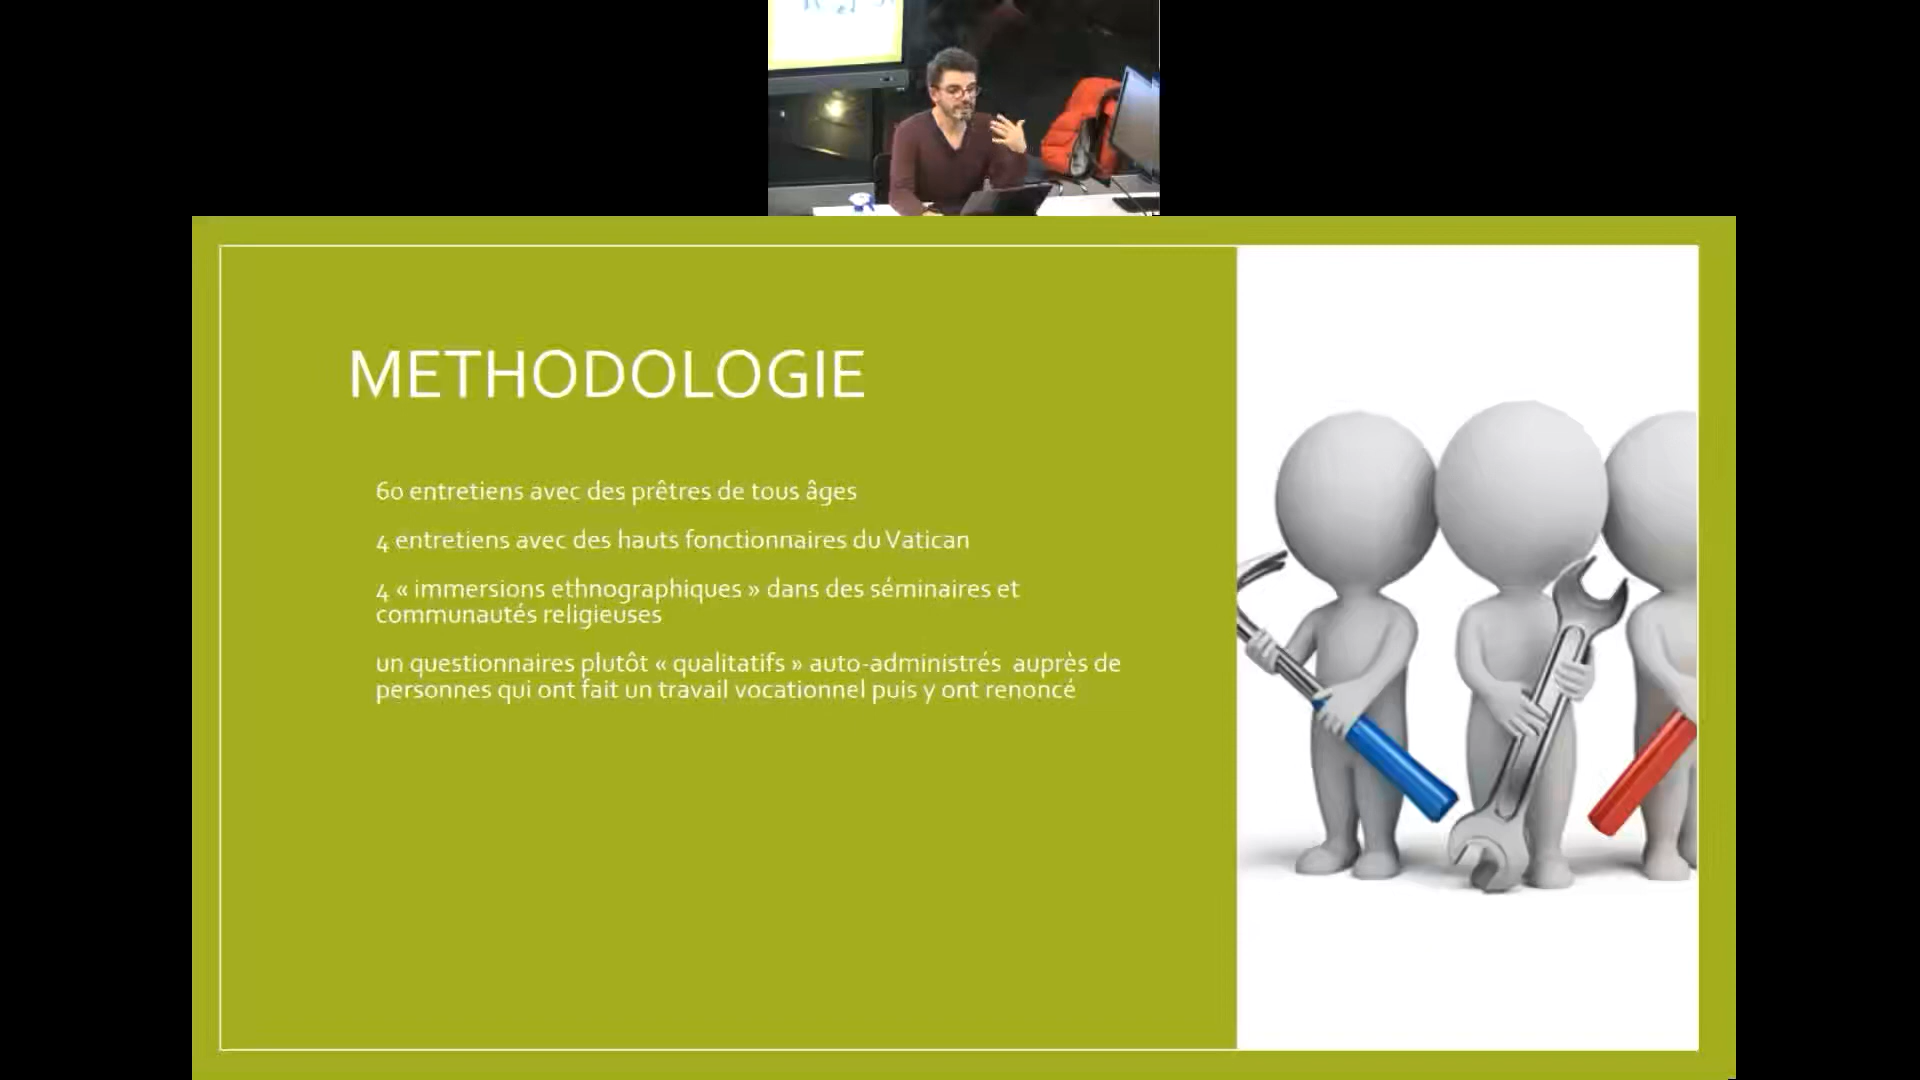 METHODOLOGIE
60 entretiens avec des prêtres de tous âges
4 entretiens avec des hauts fonctionnaires du Vatican
4 « immersions ethnographiques » dans des séminaires et
communautés religieuses
un questionnaires plutôt « qualitatifs » auto-administrés auprès de
personnes qui ont fait un travail vocationnel puis y ont renoncé